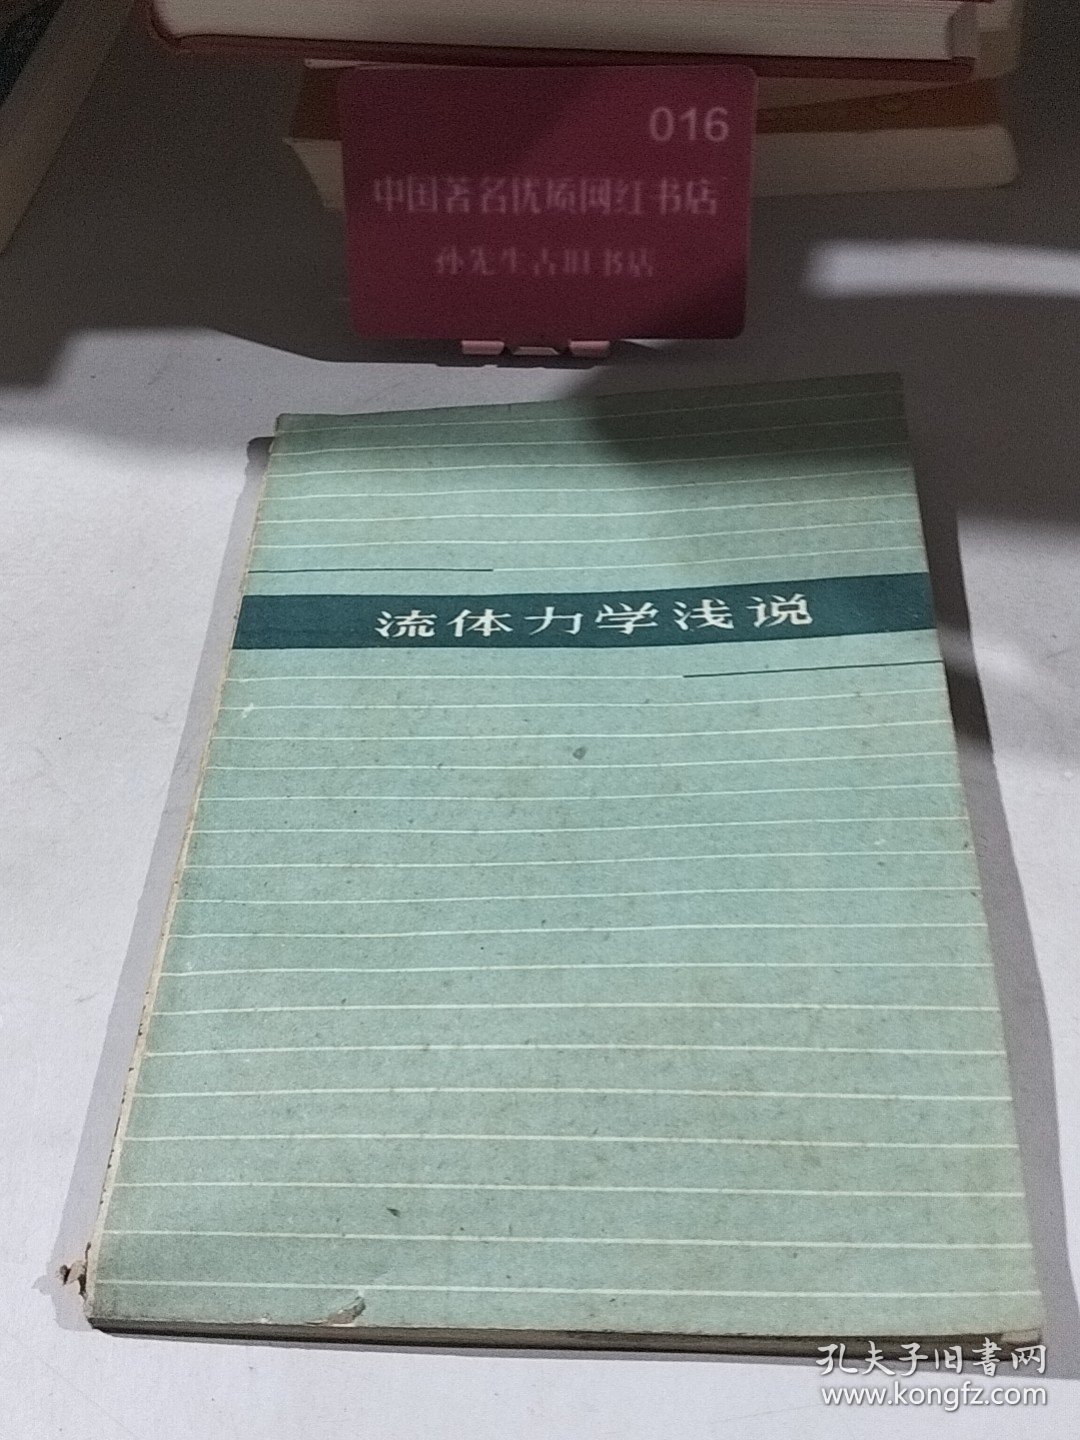 016
中国著名优质网红书店
孙先生古旧书店
流体力学浅说
孔夫子旧書网
www.kongfz.com